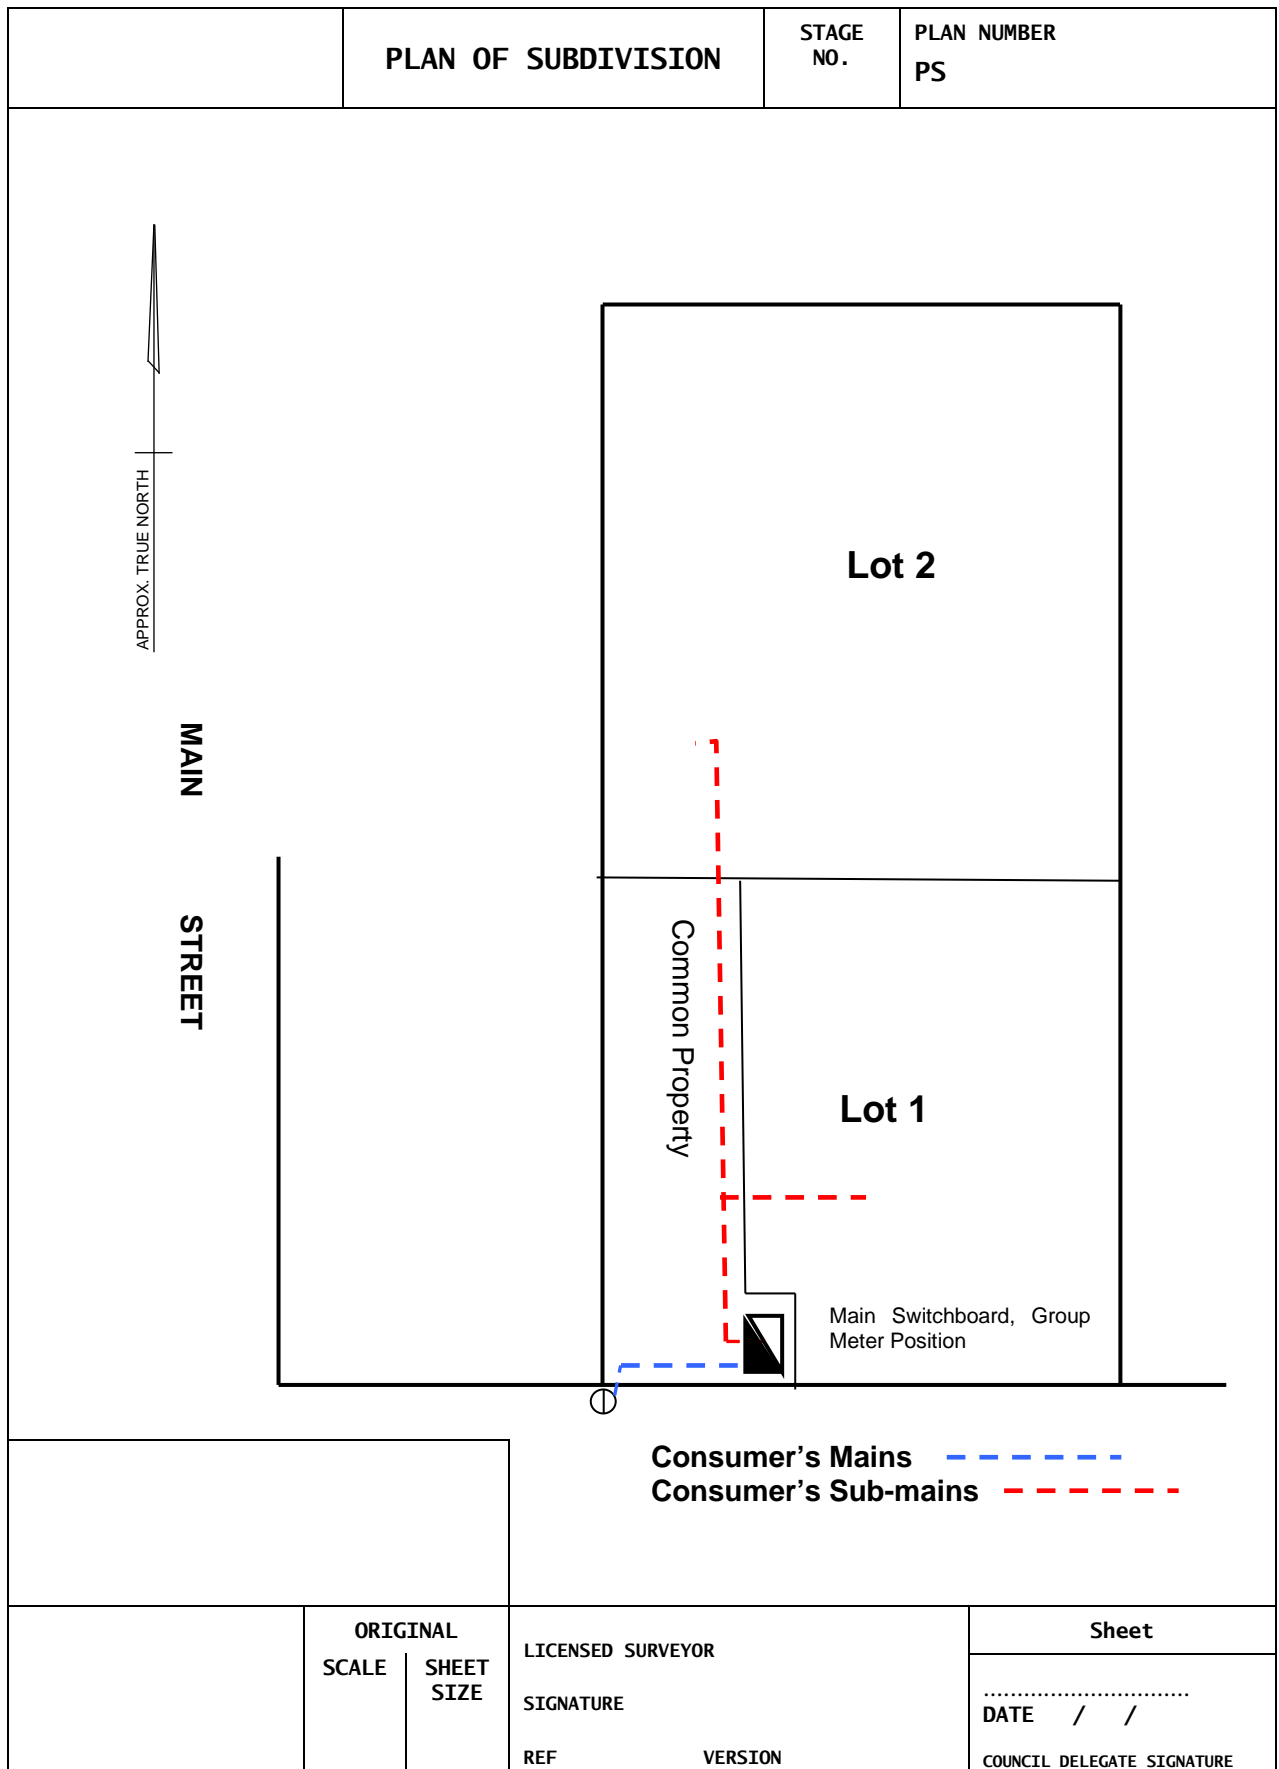 PLAN OF SUBDIVISION
STAGE
NO.
PLAN NUMBER
PS
APPROX. TRUE NORTH
MAIN STREET
Lot 2
Common Property
Lot 1
Main Switchboard, Group
Meter Position
Consumer’s Mains
Consumer’s Sub-mains
ORIGINAL
SCALE
SHEET
SIZE
LICENSED SURVEYOR
SIGNATURE
REF VERSION
Sheet
...............................
DATE / /
COUNCIL DELEGATE SIGNATURE